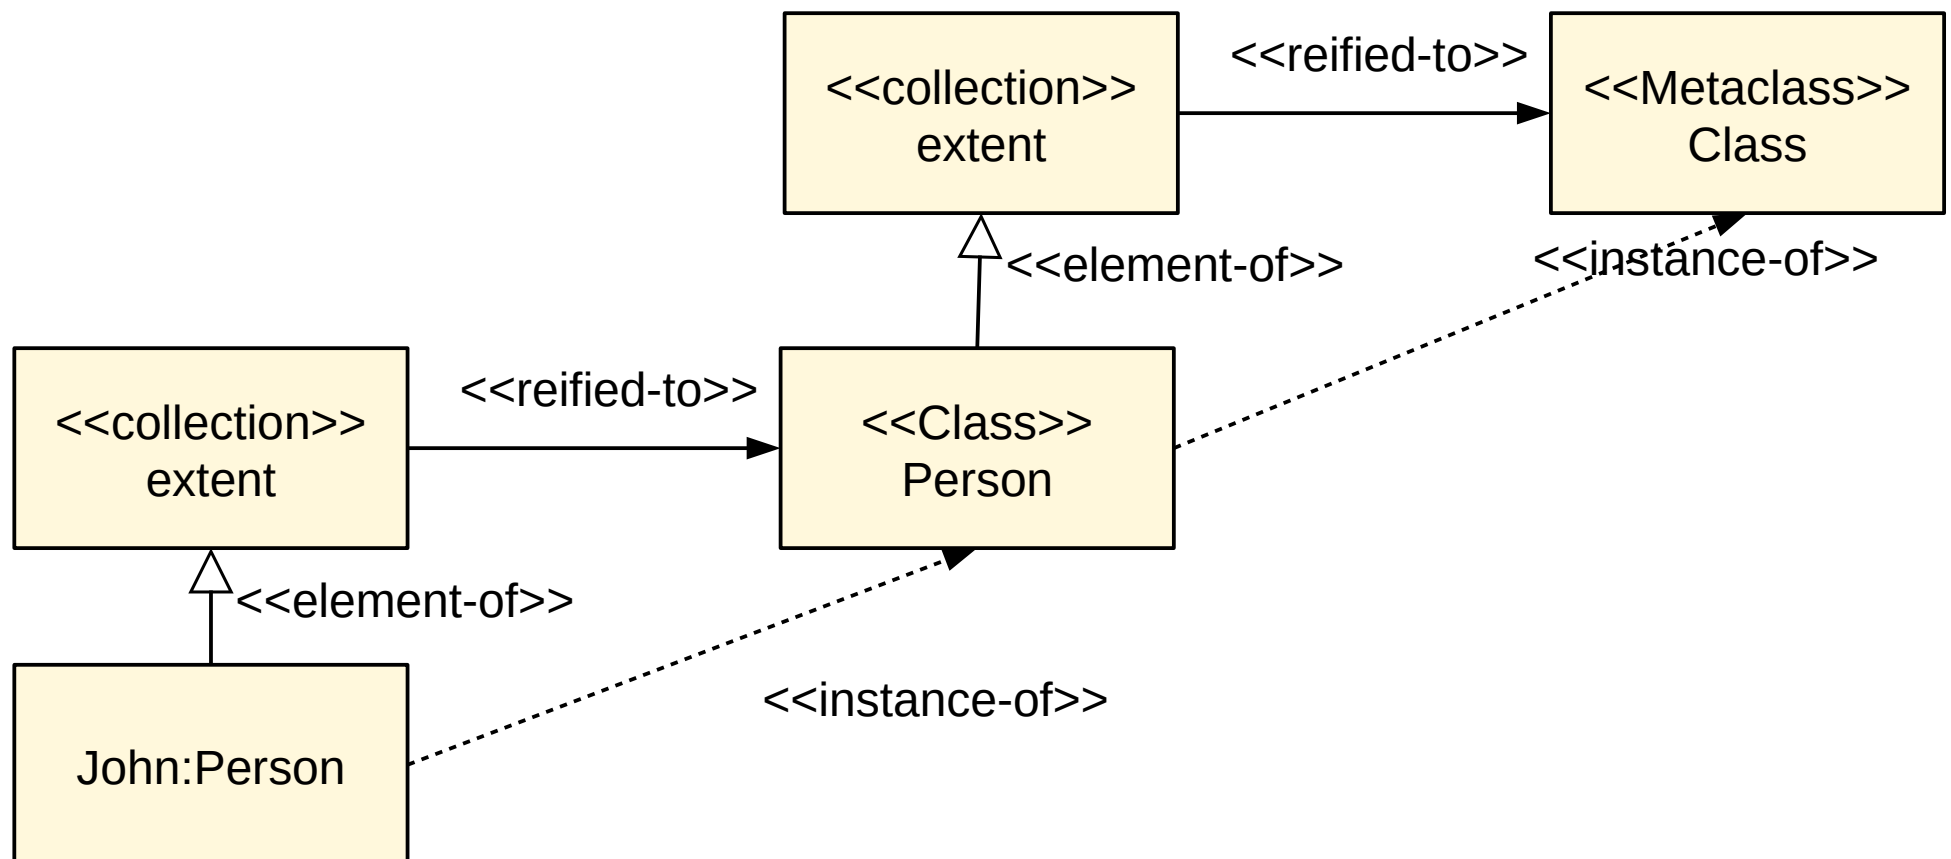 <<collection>>
extent
<<reified-to>>
<<Metaclass>>
Class
<<element-of>>
<<instance-of>>
<<collection>>
extent
<<reified-to>>
<<Class>>
Person
<<element-of>>
<<instance-of>>
John:Person